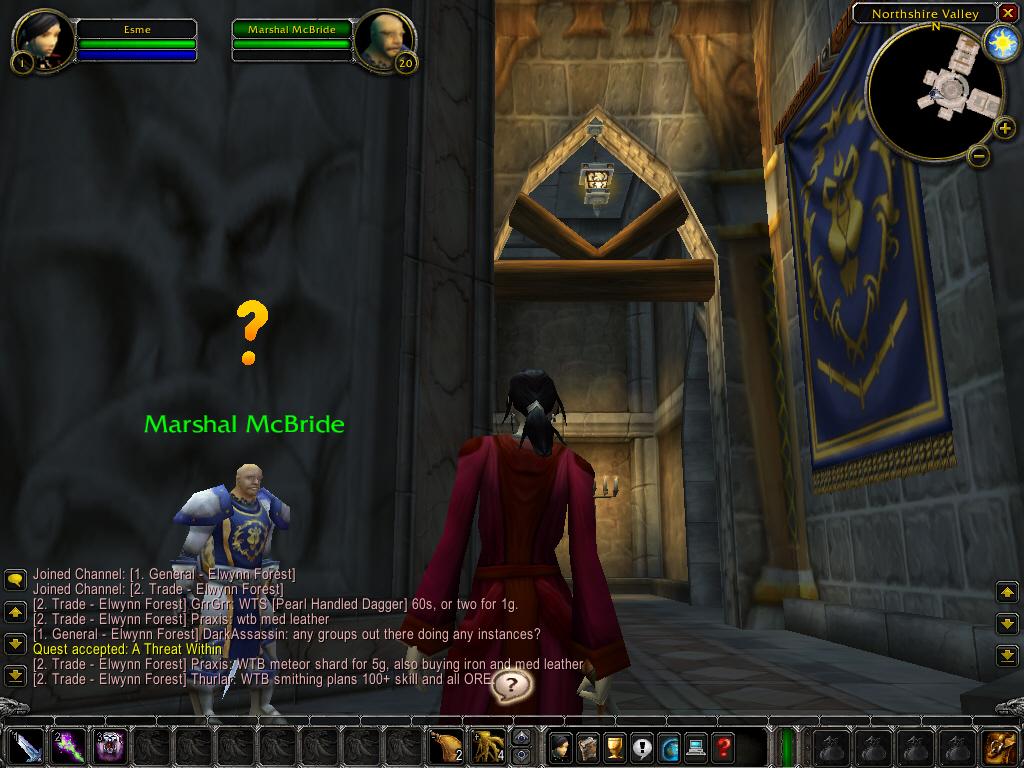 Esme
Marshal McBride
Northshire Valley
N
1
20
Marshal McBride
Joined Channel: [1. General - Elwynn Forest]
Joined Channel: [2. Trade - Elwynn Forest]
[2. Trade - Elwynn Forest] GrrGrr: WTS [Pearl Handled Dagger] 60s, or two for 1g.
[2. Trade - Elwynn Forest] Praxis: wtb med leather
[1. General - Elwynn Forest] DarkAssassin: any groups out there doing any instances?
Quest accepted: A Threat Within
[2. Trade - Elwynn Forest] Praxis: WTB meteor shard for 5g, also buying iron and med leather
[2. Trade - Elwynn Forest] Thurlar: WTB smithing plans 100+ skill and all ORE.
2
3
2
4